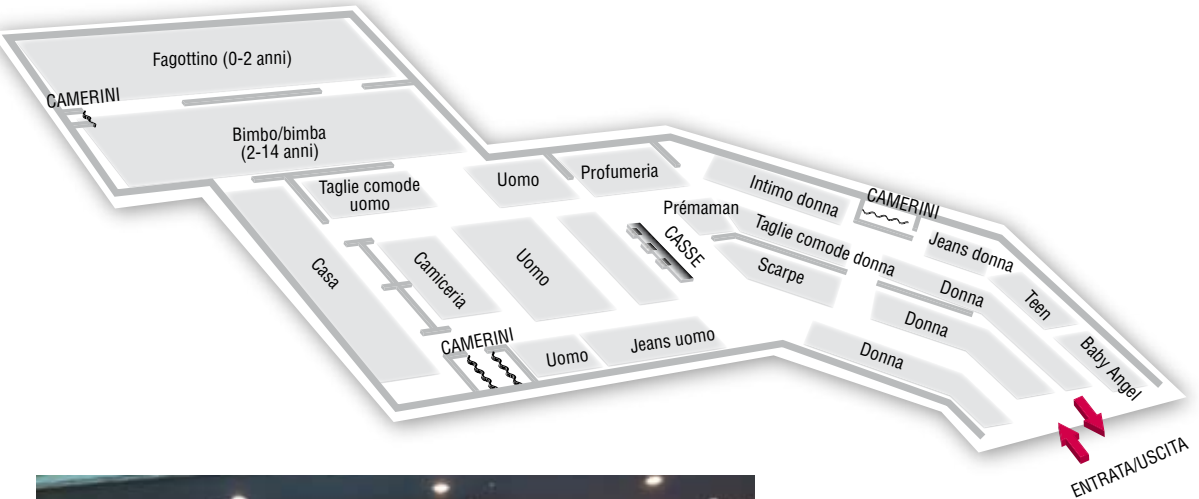 Fagottino (0-2 anni)
CAMERINI
Bimbo/bimba
(2-14 anni)
Taglie comode
uomo
Uomo
Profumeria
Intimo donna
CAMERINI
Prémaman
Taglie comode donna
Jeans donna
CASSE
Scarpe
Casa
Camiceria
Uomo
Donna
Teen
Donna
CAMERINI
Uomo
Jeans uomo
Donna
Baby Angel
ENTRATA/USCITA